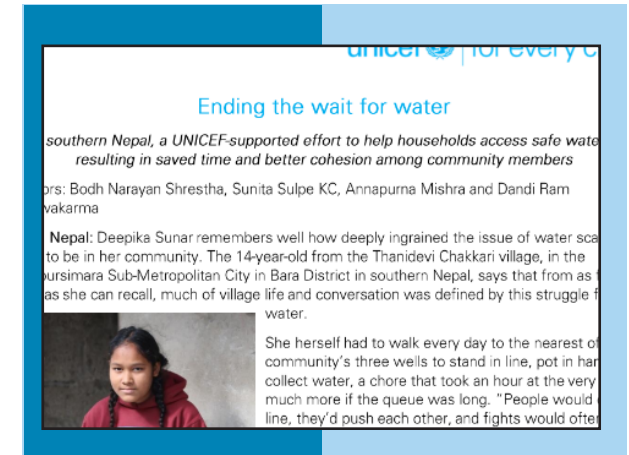 unicef for every c
Ending the wait for water
southern Nepal, a UNICEF-supported effort to help households access safe wate
resulting in saved time and better cohesion among community members
ors: Bodh Narayan Shrestha, Sunita Sulpe KC, Annapurna Mishra and Dandi Ram
vakarma
Nepal: Deepika Sunar remembers well how deeply ingrained the issue of water sca
to be in her community. The 14-year-old from the Thanidevi Chakkari village, in the
ursimara Sub-Metropolitan City in Bara District in southern Nepal, says that from as
as she can recall, much of village life and conversation was defined by this struggle f
water.
She herself had to walk every day to the nearest of
community's three wells to stand in line, pot in han
collect water, a chore that took an hour at the very
much more if the queue was long. "People would
line, they'd push each other, and fights would ofte